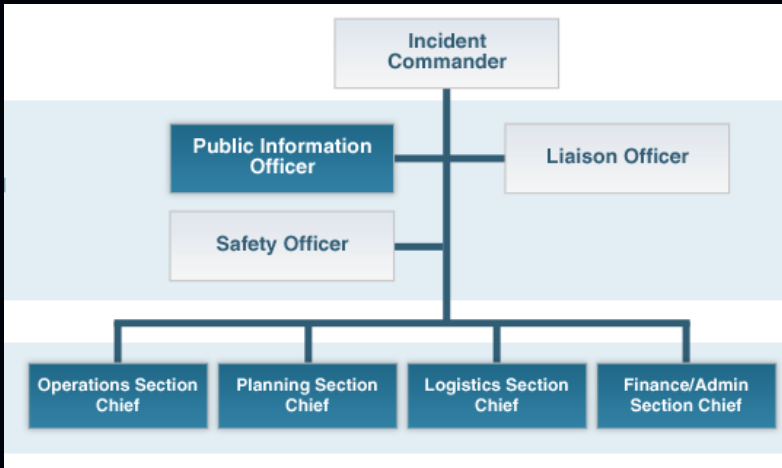 Incident
Commander
Public Information
Officer
Liaison Officer
Safety Officer
Operations Section
Chief
Planning Section
Chief
Logistics Section
Chief
Finance/Admin
Section Chief